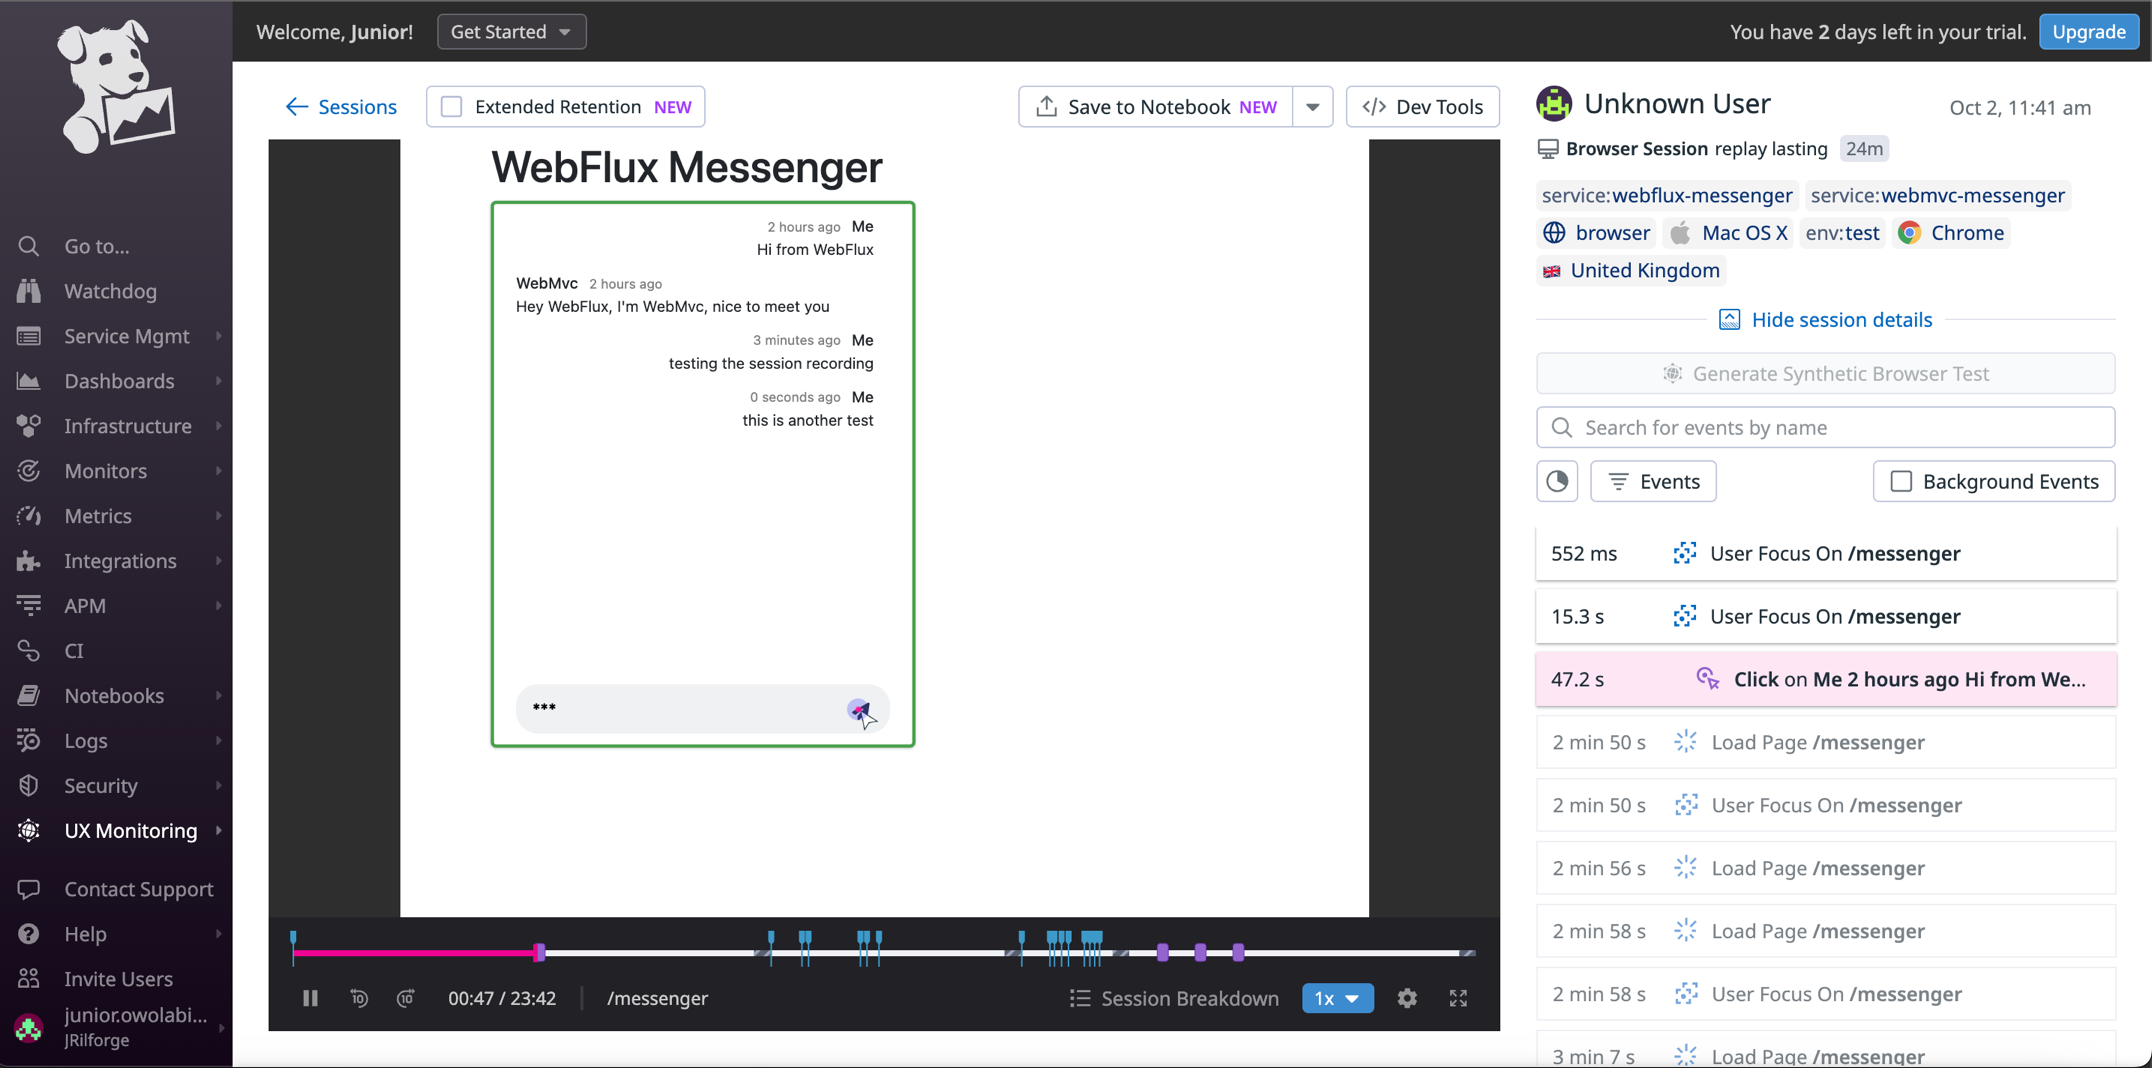 Welcome, Junior!
Get Started
You have 2 days left in your trial.
Upgrade
Go to...
Watchdog
Service Mgmt
Dashboards
Infrastructure
Monitors
Metrics
Integrations
APM
CI
Notebooks
Logs
Security
UX Monitoring
Contact Support
Help
Invite Users
junior.owolabi...
JRilforge
Sessions
Extended Retention NEW
Save to Notebook NEW
</> Dev Tools
WebFlux Messenger
2 hours ago Me
Hi from WebFlux
WebMvc 2 hours ago
Hey WebFlux, I'm WebMvc, nice to meet you
3 minutes ago Me
testing the session recording
0 seconds ago Me
this is another test
***
10
10
00:47 / 23:42
/messenger
Session Breakdown
1x
Unknown User
Oct 2, 11:41 am
Browser Session replay lasting 24m
service:webflux-messenger service:webmvc-messenger
browser Mac OS X env:test Chrome
United Kingdom
Hide session details
Generate Synthetic Browser Test
Search for events by name
Events
Background Events
552 ms User Focus On /messenger
15.3 s User Focus On /messenger
47.2 s Click on Me 2 hours ago Hi from We...
2 min 50 s Load Page /messenger
2 min 50 s User Focus On /messenger
2 min 56 s Load Page /messenger
2 min 58 s Load Page /messenger
2 min 58 s User Focus On /messenger
3 min 7 s Load Page /messenger